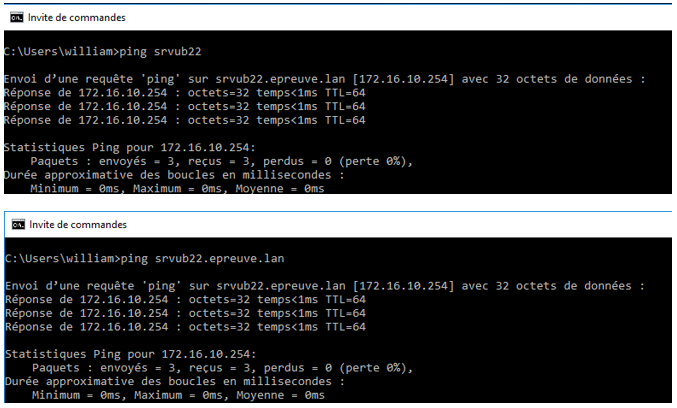 Invite de commandes
C:\Users\william>ping srvub22
Envoi d’une requête 'ping' sur srvub22.epreuve.lan [172.16.10.254] avec 32 octets de données :
Réponse de 172.16.10.254 : octets=32 temps<1ms TTL=64
Réponse de 172.16.10.254 : octets=32 temps<1ms TTL=64
Réponse de 172.16.10.254 : octets=32 temps<1ms TTL=64
Statistiques Ping pour 172.16.10.254:
Paquets : envoyés = 3, reçus = 3, perdus = 0 (perte 0%),
Durée approximative des boucles en millisecondes :
Minimum = 0ms, Maximum = 0ms, Moyenne = 0ms
Invite de commandes
C:\Users\william>ping srvub22.epreuve.lan
Envoi d’une requête 'ping' sur srvub22.epreuve.lan [172.16.10.254] avec 32 octets de données :
Réponse de 172.16.10.254 : octets=32 temps<1ms TTL=64
Réponse de 172.16.10.254 : octets=32 temps<1ms TTL=64
Réponse de 172.16.10.254 : octets=32 temps<1ms TTL=64
Statistiques Ping pour 172.16.10.254:
Paquets : envoyés = 3, reçus = 3, perdus = 0 (perte 0%),
Durée approximative des boucles en millisecondes :
Minimum = 0ms, Maximum = 0ms, Moyenne = 0ms